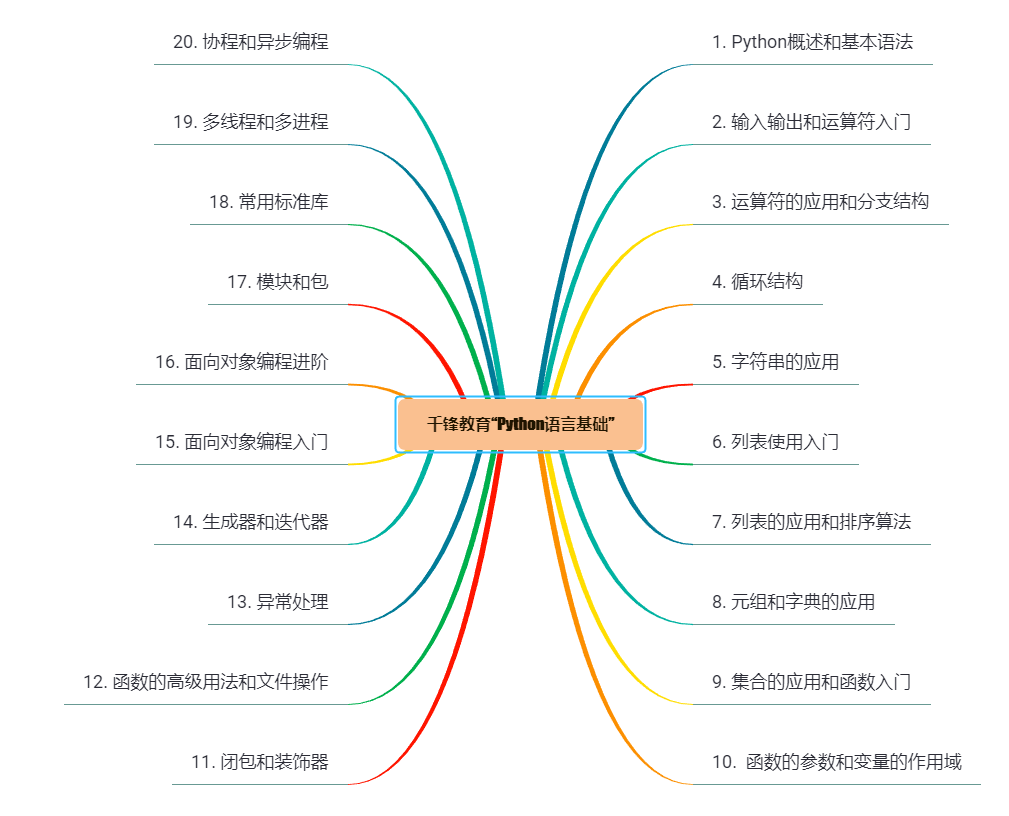 千锋教育“Python语言基础”
1. Python概述和基本语法
2. 输入输出和运算符入门
3. 运算符的应用和分支结构
4. 循环结构
5. 字符串的应用
6. 列表使用入门
7. 列表的应用和排序算法
8. 元组和字典的应用
9. 集合的应用和函数入门
10. 函数的参数和变量的作用域
11. 闭包和装饰器
12. 函数的高级用法和文件操作
13. 异常处理
14. 生成器和迭代器
15. 面向对象编程入门
16. 面向对象编程进阶
17. 模块和包
18. 常用标准库
19. 多线程和多进程
20. 协程和异步编程